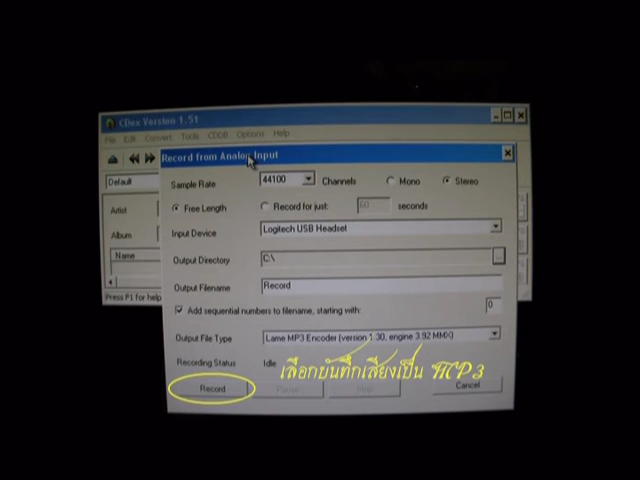 CDex Version 1.51
File Edit Convert Tools CDDB Options Help
Record from Analog Input
Default
Sample Rate 44100 Channels Mono Stereo
Artist
Free Length Record for just: 60 seconds
Album
Input Device Logitech USB Headset
Name
Output Directory C:\ ...
Output Filename Record
Press F1 for help
Add sequential numbers to filename, starting with: 0
Output File Type Lame MP3 Encoder (version 1.30, engine 3.92 MMX)
Recording Status Idle
เลือกบันทึกเสียงเป็น MP3
Record Pause Stop Cancel